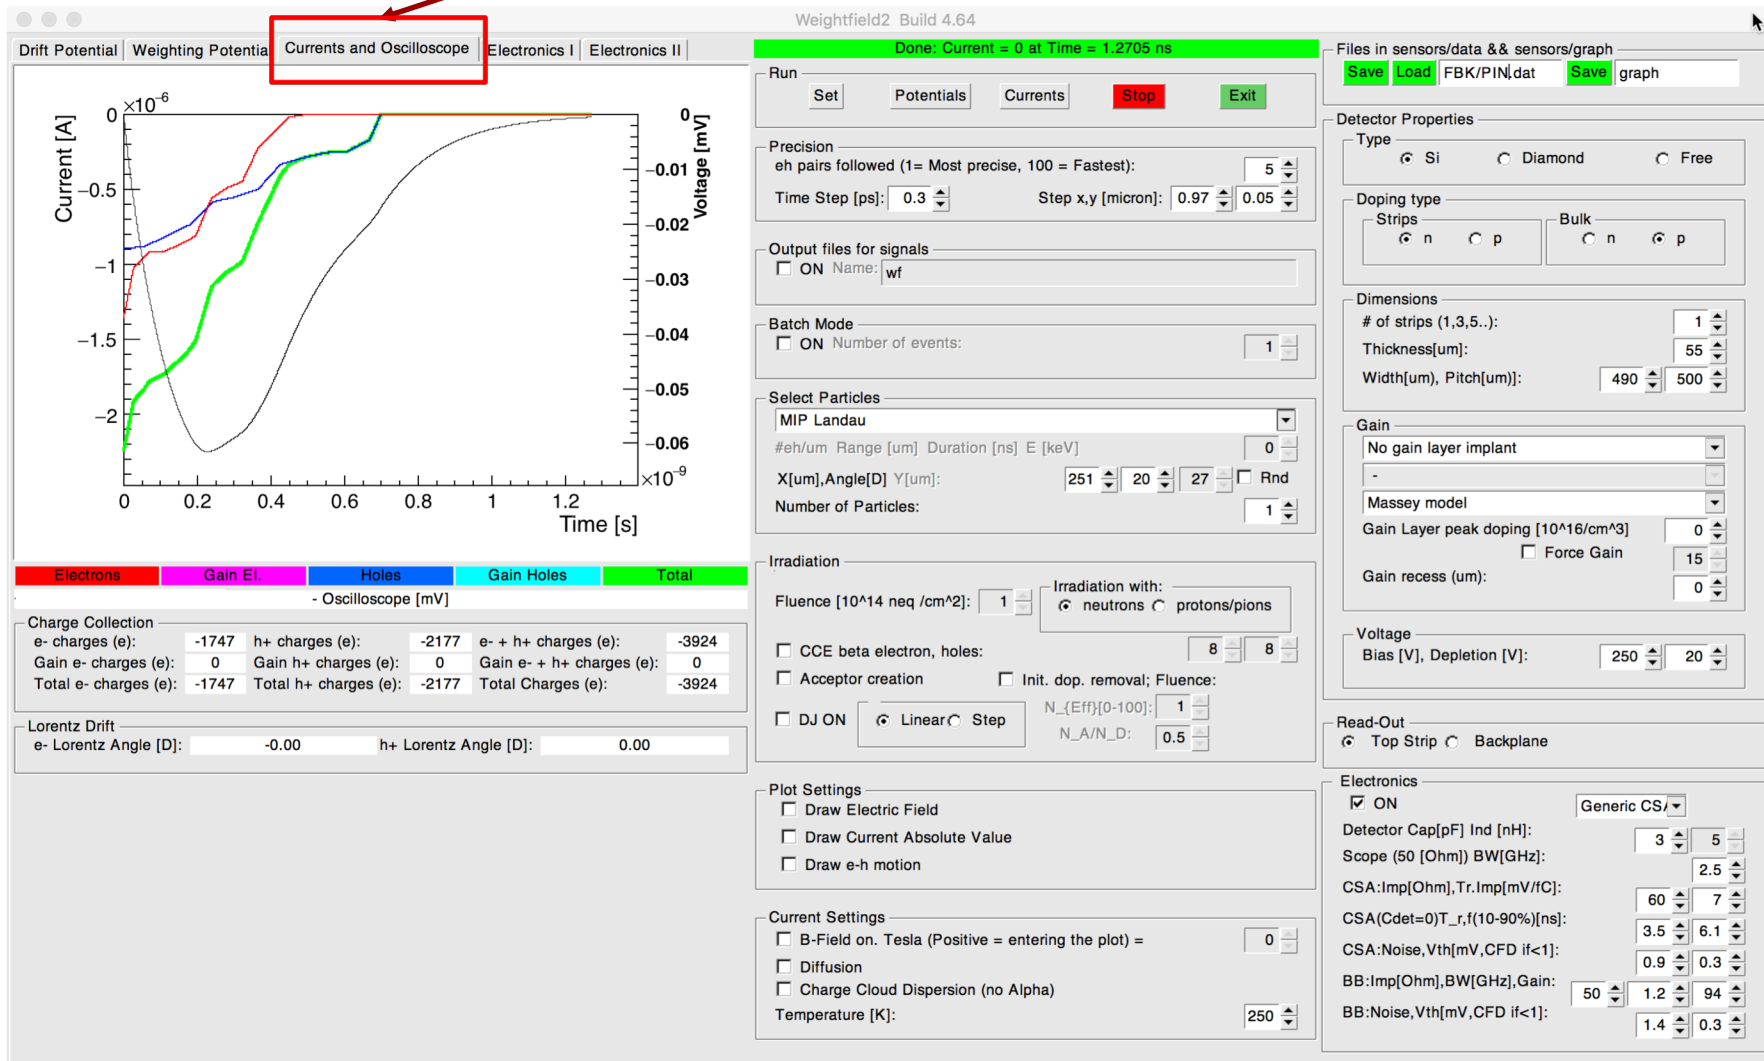 Weightfield2 Build 4.64
Drift Potential
Weighting Potentia
Currents and Oscilloscope
Electronics I
Electronics II
×10-6
Current [A]
0
−0.5
−1
−1.5
−2
0
−0.01
−0.02
−0.03
−0.04
−0.05
−0.06
Voltage [mV]
×10-9
0 0.2 0.4 0.6 0.8 1 1.2
Time [s]
Electrons Gain El. Holes Gain Holes Total
- Oscilloscope [mV]
Charge Collection
e- charges (e): -1747 h+ charges (e): -2177 e- + h+ charges (e): -3924
Gain e- charges (e): 0 Gain h+ charges (e): 0 Gain e- + h+ charges (e): 0
Total e- charges (e): -1747 Total h+ charges (e): -2177 Total Charges (e): -3924
Lorentz Drift
e- Lorentz Angle [D]: -0.00 h+ Lorentz Angle [D]: 0.00
Done: Current = 0 at Time = 1.2705 ns
Run
Set Potentials Currents Stop Exit
Precision
eh pairs followed (1= Most precise, 100 = Fastest): 5
Time Step [ps]: 0.3 Step x,y [micron]: 0.97 0.05
Output files for signals
ON Name: wf
Batch Mode
ON Number of events: 1
Select Particles
MIP Landau
#eh/um Range [um] Duration [ns] E [keV] 0
X[um],Angle[D] Y[um]: 251 20 27 Rnd
Number of Particles: 1
Irradiation
Fluence [10^14 neq /cm^2]: 1
Irradiation with:
neutrons protons/pions
CCE beta electron, holes: 8 8
Acceptor creation Init. dop. removal; Fluence:
DJ ON Linear Step
N_{Eff}[0-100]: 1
N_A/N_D: 0.5
Plot Settings
Draw Electric Field
Draw Current Absolute Value
Draw e-h motion
Current Settings
B-Field on. Tesla (Positive = entering the plot) = 0
Diffusion
Charge Cloud Dispersion (no Alpha)
Temperature [K]: 250
Files in sensors/data && sensors/graph
Save Load FBK/PIN.dat Save graph
Detector Properties
Type
Si Diamond Free
Doping type
Strips
n p
Bulk
n p
Dimensions
# of strips (1,3,5..): 1
Thickness[um]: 55
Width[um), Pitch[um)]: 490 500
Gain
No gain layer implant
-
Massey model
Gain Layer peak doping [10^16/cm^3] 0
Force Gain 15
Gain recess (um): 0
Voltage
Bias [V], Depletion [V]: 250 20
Read-Out
Top Strip Backplane
Electronics
ON Generic CS
Detector Cap[pF] Ind [nH]: 3 5
Scope (50 [Ohm]) BW[GHz]: 2.5
CSA:Imp[Ohm],Tr.Imp[mV/fC]: 60 7
CSA(Cdet=0)T_r,f(10-90%)[ns]: 3.5 6.1
CSA:Noise,Vth[mV,CFD if<1]: 0.9 0.3
BB:Imp[Ohm],BW[GHz],Gain: 50 1.2 94
BB:Noise,Vth[mV,CFD if<1]: 1.4 0.3